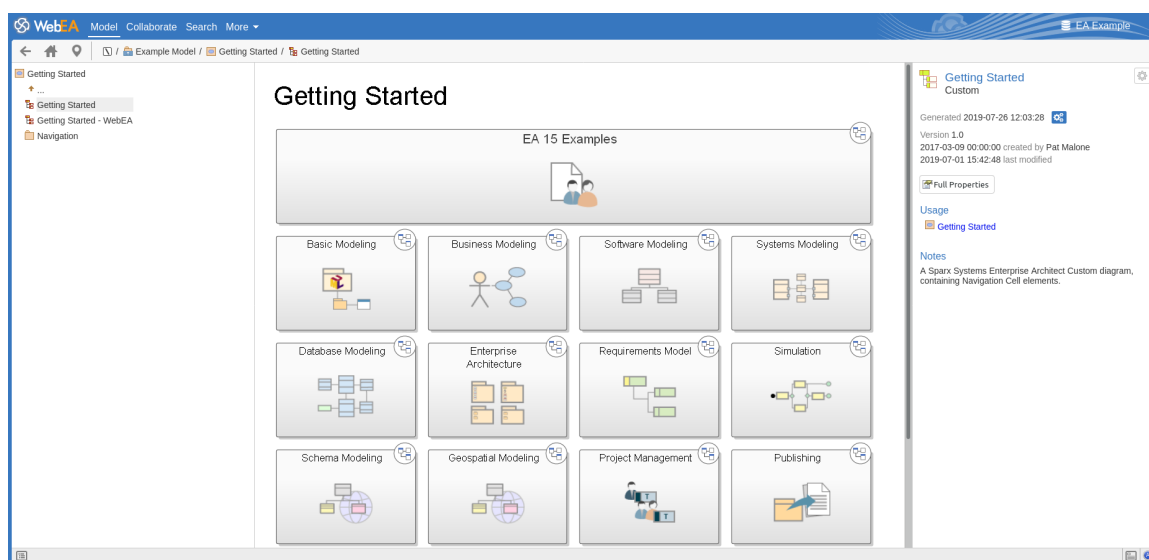 WebEA Model Collaborate Search More
EA Example
/ Example Model / Getting Started / Getting Started
Getting Started
...
Getting Started
Getting Started - WebEA
Navigation
Getting Started
EA 15 Examples
Basic Modeling
Business Modeling
Software Modeling
Systems Modeling
Database Modeling
Enterprise
Architecture
Requirements Model
Simulation
Schema Modeling
Geospatial Modeling
Project Management
T
T
Publishing
Getting Started
Custom
Generated 2019-07-26 12:03:28
Version 1.0
2017-03-09 00:00:00 created by Pat Malone
2019-07-01 15:42:48 last modified
Full Properties
Usage
Getting Started
Notes
A Sparx Systems Enterprise Architect Custom diagram,
containing Navigation Cell elements.